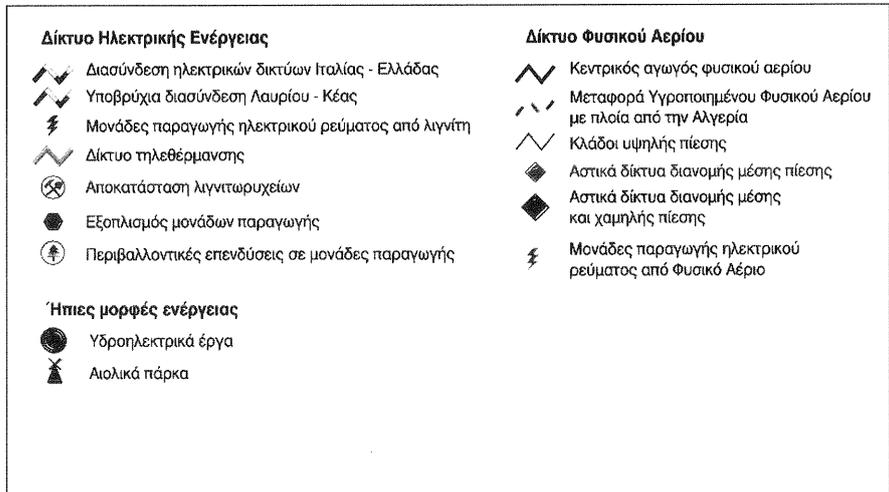 Δίκτυο Ηλεκτρικής Ενέργειας
Διασύνδεση ηλεκτρικών δικτύων Ιταλίας - Ελλάδας
Υποβρύχια διασύνδεση Λαυρίου - Κέας
Μονάδες παραγωγής ηλεκτρικού ρεύματος από λιγνίτη
Δίκτυο τηλεθέρμανσης
Αποκατάσταση λιγνιτωρυχείων
Εξοπλισμός μονάδων παραγωγής
Περιβαλλοντικές επενδύσεις σε μονάδες παραγωγής
Ήπιες μορφές ενέργειας
Υδροηλεκτρικά έργα
Αιολικά πάρκα
Δίκτυο Φυσικού Αερίου
Κεντρικός αγωγός φυσικού αερίου
Μεταφορά Υγροποιημένου Φυσικού Αερίου
με πλοία από την Αλγερία
Κλάδοι υψηλής πίεσης
Αστικά δίκτυα διανομής μέσης πίεσης
Αστικά δίκτυα διανομής μέσης
και χαμηλής πίεσης
Μονάδες παραγωγής ηλεκτρικού
ρεύματος από Φυσικό Αέριο